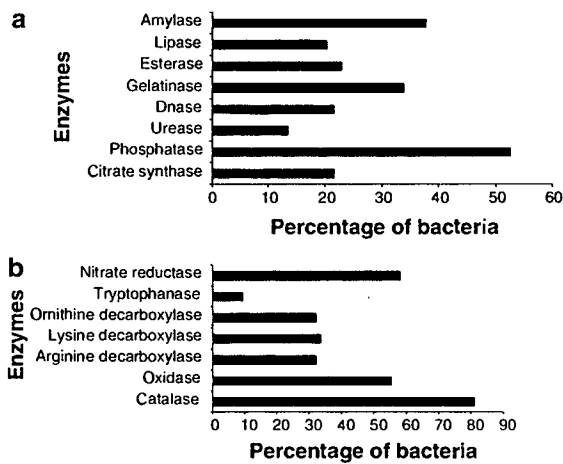 a
Enzymes
Amylase
Lipase
Esterase
Gelatinase
Dnase
Urease
Phosphatase
Citrate synthase
0 10 20 30 40 50 60
Percentage of bacteria
b
Enzymes
Nitrate reductase
Tryptophanase
Ornithine decarboxylase
Lysine decarboxylase
Arginine decarboxylase
Oxidase
Catalase
0 10 20 30 40 50 60 70 80 90
Percentage of bacteria